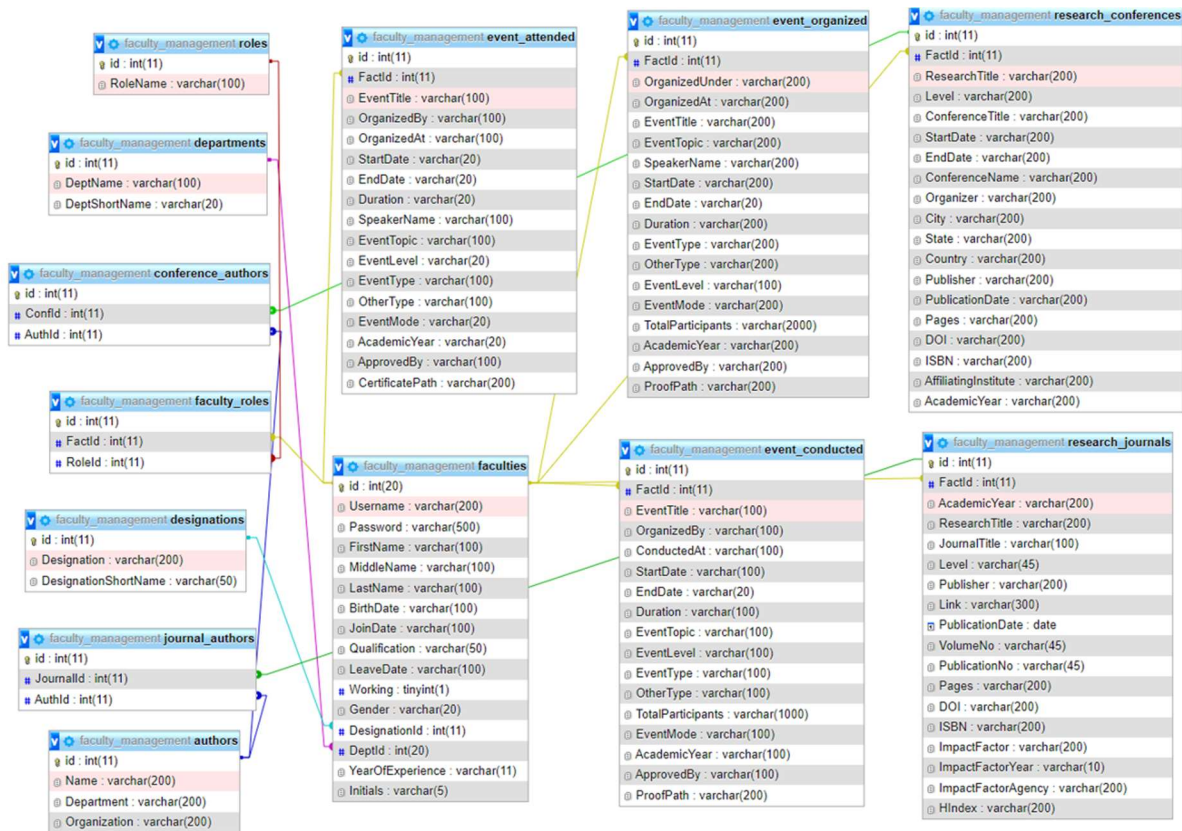 faculty_management roles
id : int(11)
RoleName : varchar(100)
faculty_management departments
id : int(11)
DeptName : varchar(100)
DeptShortName : varchar(20)
faculty_management conference_authors
id : int(11)
ConfId : int(11)
AuthId : int(11)
faculty_management faculty_roles
id : int(11)
FactId : int(11)
RoleId : int(11)
faculty_management designations
id : int(11)
Designation : varchar(200)
DesignationShortName : varchar(50)
faculty_management journal_authors
id : int(11)
JournalId : int(11)
AuthId : int(11)
faculty_management authors
id : int(11)
Name : varchar(200)
Department : varchar(200)
Organization : varchar(200)
faculty_management event_attended
id : int(11)
FactId : int(11)
EventTitle : varchar(100)
OrganizedBy : varchar(100)
OrganizedAt : varchar(100)
StartDate : varchar(20)
EndDate : varchar(20)
Duration : varchar(20)
SpeakerName : varchar(100)
EventTopic : varchar(100)
EventLevel : varchar(20)
EventType : varchar(100)
OtherType : varchar(100)
EventMode : varchar(20)
AcademicYear : varchar(20)
ApprovedBy : varchar(100)
CertificatePath : varchar(200)
faculty_management faculties
id : int(20)
Username : varchar(200)
Password : varchar(500)
FirstName : varchar(100)
MiddleName : varchar(100)
LastName : varchar(100)
BirthDate : varchar(100)
JoinDate : varchar(100)
Qualification : varchar(50)
LeaveDate : varchar(100)
Working : tinyint(1)
Gender : varchar(20)
DesignationId : int(11)
DeptId : int(20)
YearOfExperience : varchar(11)
Initials : varchar(5)
faculty_management event_organized
id : int(11)
FactId : int(11)
OrganizedUnder : varchar(200)
OrganizedAt : varchar(200)
EventTitle : varchar(200)
EventTopic : varchar(200)
SpeakerName : varchar(200)
StartDate : varchar(200)
EndDate : varchar(20)
Duration : varchar(200)
EventType : varchar(200)
OtherType : varchar(200)
EventLevel : varchar(100)
EventMode : varchar(200)
TotalParticipants : varchar(2000)
AcademicYear : varchar(200)
ApprovedBy : varchar(200)
ProofPath : varchar(200)
faculty_management event_conducted
id : int(11)
FactId : int(11)
EventTitle : varchar(100)
OrganizedBy : varchar(100)
ConductedAt : varchar(100)
StartDate : varchar(100)
EndDate : varchar(20)
Duration : varchar(100)
EventTopic : varchar(100)
EventLevel : varchar(100)
EventType : varchar(100)
OtherType : varchar(100)
TotalParticipants : varchar(1000)
EventMode : varchar(100)
AcademicYear : varchar(100)
ApprovedBy : varchar(100)
ProofPath : varchar(200)
faculty_management research_conferences
id : int(11)
FactId : int(11)
ResearchTitle : varchar(200)
Level : varchar(200)
ConferenceTitle : varchar(200)
StartDate : varchar(200)
EndDate : varchar(200)
ConferenceName : varchar(200)
Organizer : varchar(200)
City : varchar(200)
State : varchar(200)
Country : varchar(200)
Publisher : varchar(200)
PublicationDate : varchar(200)
Pages : varchar(200)
DOI : varchar(200)
ISBN : varchar(200)
AffiliatingInstitute : varchar(200)
AcademicYear : varchar(200)
faculty_management research_journals
id : int(11)
FactId : int(11)
AcademicYear : varchar(200)
ResearchTitle : varchar(200)
JournalTitle : varchar(100)
Level : varchar(45)
Publisher : varchar(200)
Link : varchar(300)
PublicationDate : date
VolumeNo : varchar(45)
PublicationNo : varchar(45)
Pages : varchar(200)
DOI : varchar(200)
ISBN : varchar(200)
ImpactFactor : varchar(200)
ImpactFactorYear : varchar(10)
ImpactFactorAgency : varchar(200)
HIndex : varchar(200)